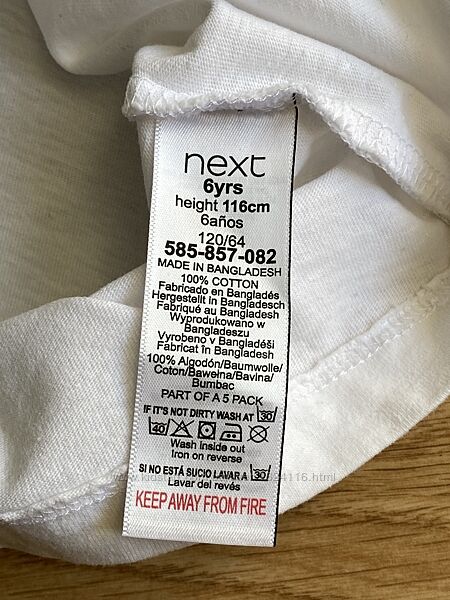 next
6yrs
height 116cm
6años
120/64
585-857-082
MADE IN BANGLADESH
100% COTTON
Fabricado en Bangladés
Hergestellt in Bangladesch
Fabriqué au Bangladesh
Wyprodukowano w
Bangladeszu
Vyrobeno v Bangladéši
Fabricat în Bangladesh
100% Algodón/Baumwolle/
Coton/Bawełna/Bavlna/
Bumbac
PART OF A 5 PACK
IF IT'S NOT DIRTY WASH AT 30
40
Wash inside out
Iron on reverse
SI NO ESTÁ SUCIO LAVAR A 30
Lavar del revés
KEEP AWAY FROM FIRE